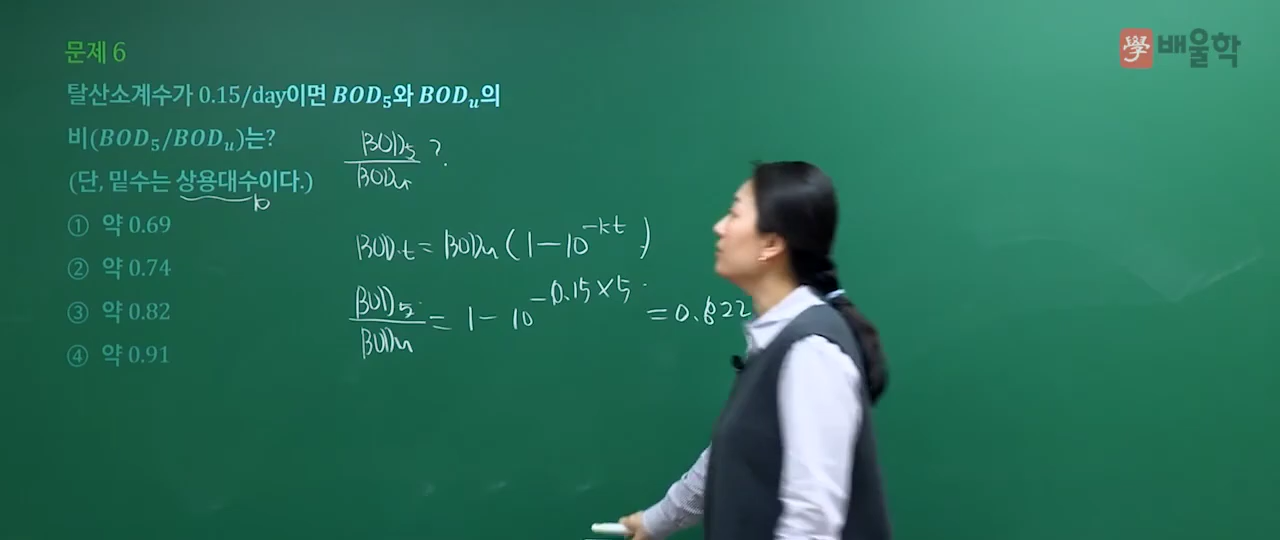 學 배울학
문제 6
탈산소계수가 0.15/day이면 BOD₅와 BODᵤ의
비(BOD₅/BODᵤ)는?
(단, 밑수는 상용대수이다.)
10
① 약 0.69
② 약 0.74
③ 약 0.82
④ 약 0.91
BOD₅/BODᵤ ?
BOD.t = BODᵤ (1-10^-kt)
BOD₅/BODᵤ = 1-10^-0.15×5 = 0.822